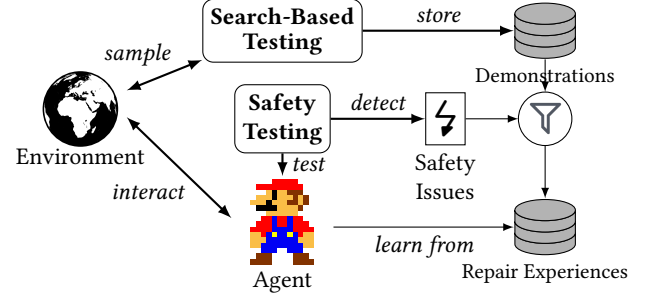 Search-Based
Testing
store
sample
Demonstrations
Safety
Testing
detect
Environment
test
Safety
Issues
interact
learn from
Agent
Repair Experiences